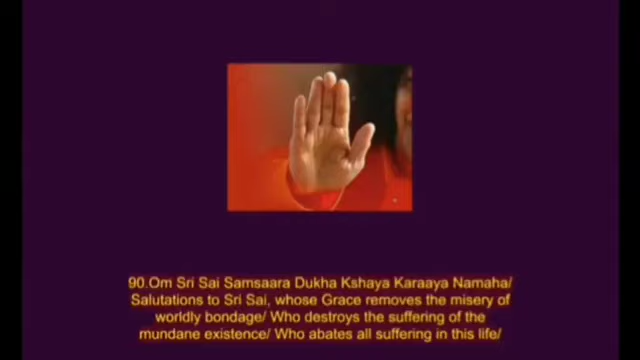 90.Om Sri Sai Samsaara Dukha Kshaya Karaaya Namaha/
Salutations to Sri Sai, whose Grace removes the misery of
worldly bondage/ Who destroys the suffering of the
mundane existence/ Who abates all suffering in this life/